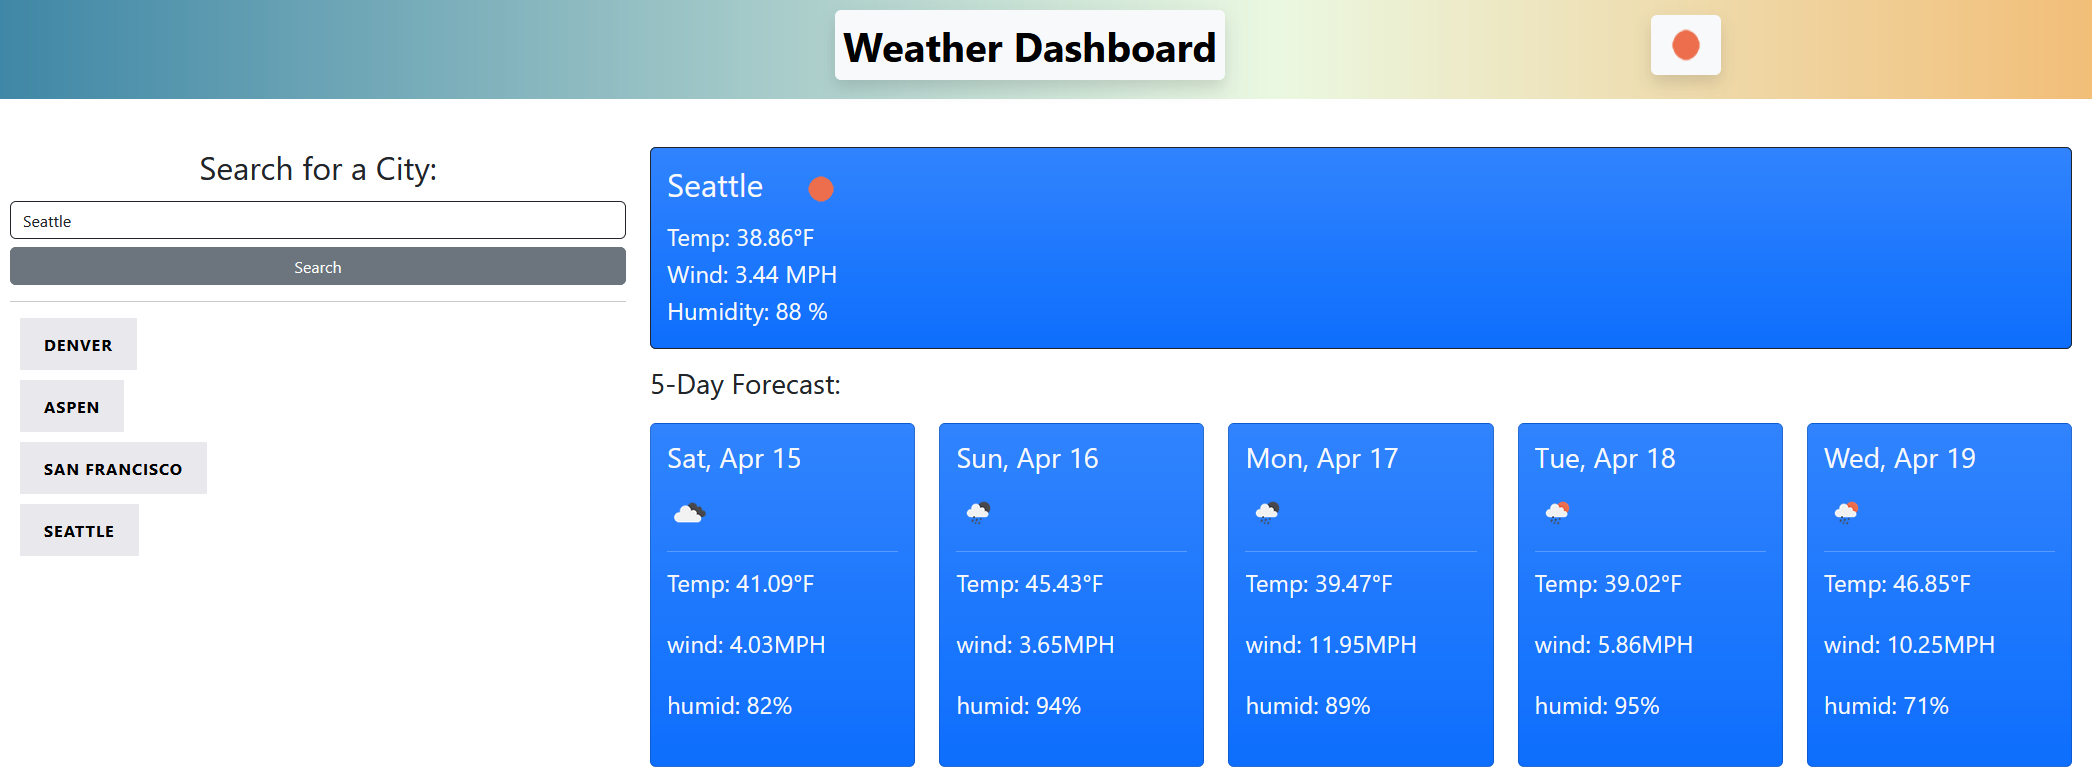 Weather Dashboard
Search for a City:
Seattle
Search
DENVER
ASPEN
SAN FRANCISCO
SEATTLE
Seattle
Temp: 38.86°F
Wind: 3.44 MPH
Humidity: 88 %
5-Day Forecast:
Sat, Apr 15
Temp: 41.09°F
wind: 4.03MPH
humid: 82%
Sun, Apr 16
Temp: 45.43°F
wind: 3.65MPH
humid: 94%
Mon, Apr 17
Temp: 39.47°F
wind: 11.95MPH
humid: 89%
Tue, Apr 18
Temp: 39.02°F
wind: 5.86MPH
humid: 95%
Wed, Apr 19
Temp: 46.85°F
wind: 10.25MPH
humid: 71%